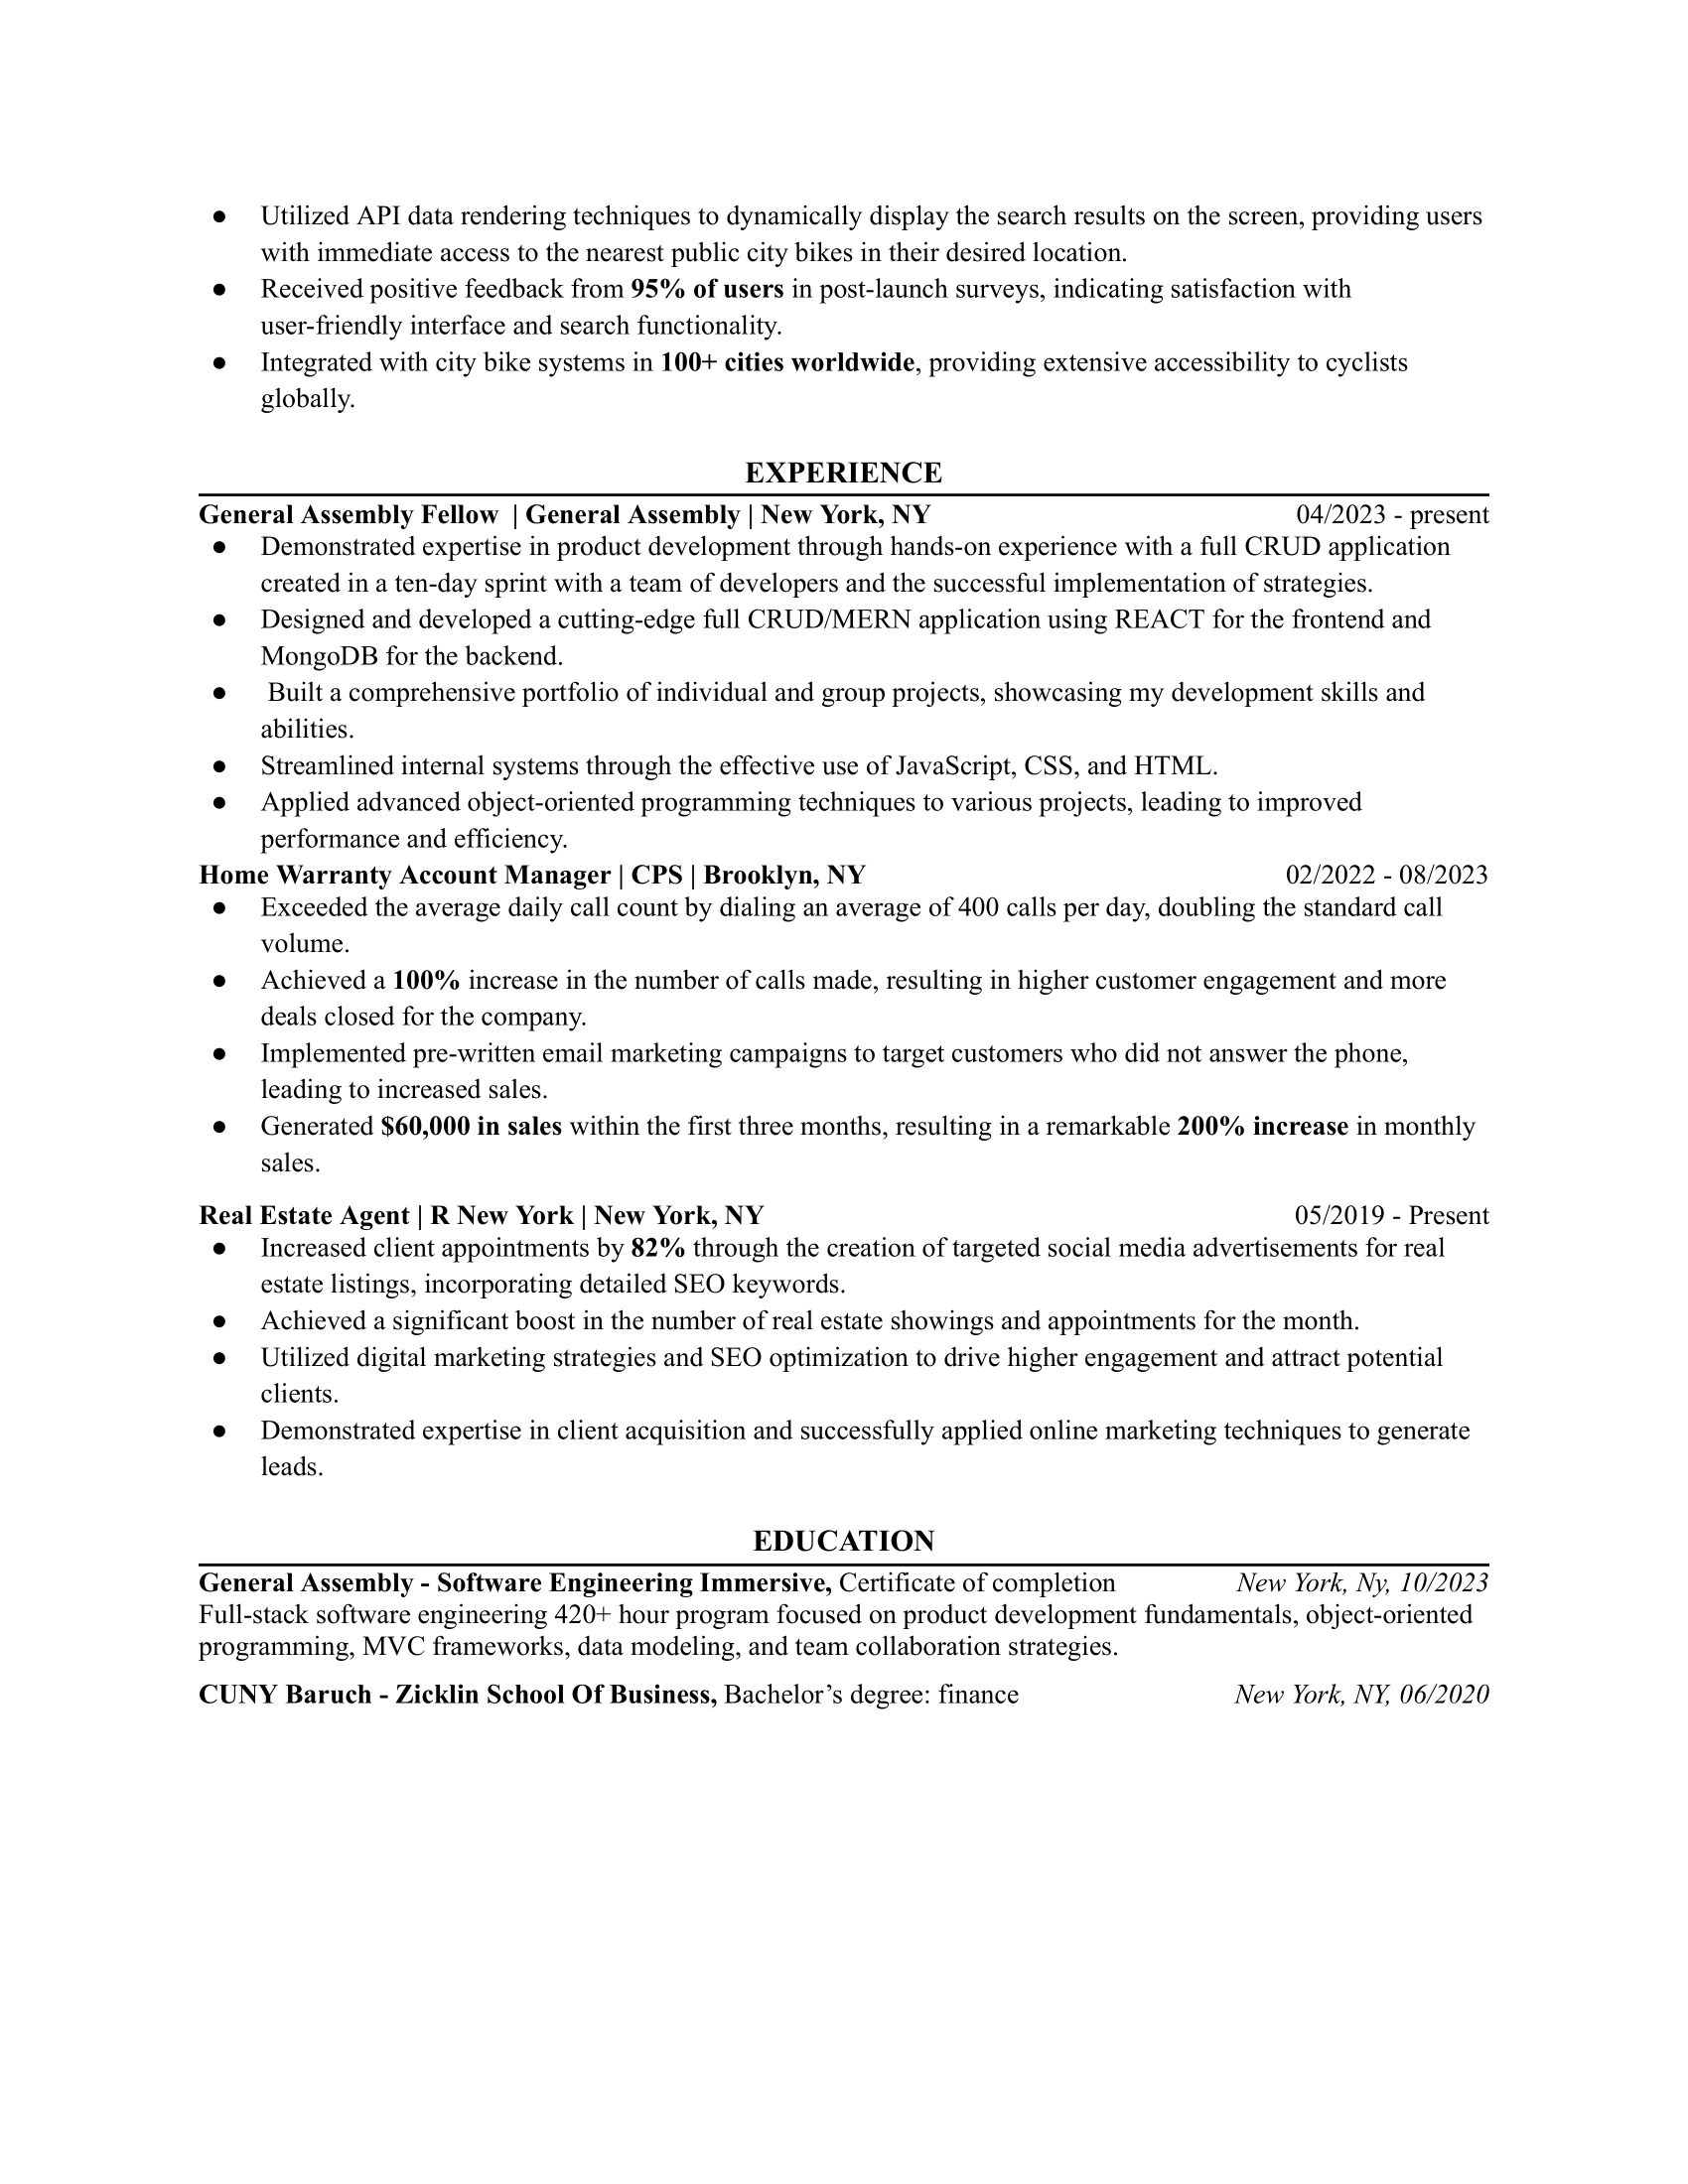 ● Utilized API data rendering techniques to dynamically display the search results on the screen, providing users
with immediate access to the nearest public city bikes in their desired location.
● Received positive feedback from 95% of users in post-launch surveys, indicating satisfaction with
user-friendly interface and search functionality.
● Integrated with city bike systems in 100+ cities worldwide, providing extensive accessibility to cyclists
globally.
EXPERIENCE
General Assembly Fellow | General Assembly | New York, NY 04/2023 - present
● Demonstrated expertise in product development through hands-on experience with a full CRUD application
created in a ten-day sprint with a team of developers and the successful implementation of strategies.
● Designed and developed a cutting-edge full CRUD/MERN application using REACT for the frontend and
MongoDB for the backend.
● Built a comprehensive portfolio of individual and group projects, showcasing my development skills and
abilities.
● Streamlined internal systems through the effective use of JavaScript, CSS, and HTML.
● Applied advanced object-oriented programming techniques to various projects, leading to improved
performance and efficiency.
Home Warranty Account Manager | CPS | Brooklyn, NY 02/2022 - 08/2023
● Exceeded the average daily call count by dialing an average of 400 calls per day, doubling the standard call
volume.
● Achieved a 100% increase in the number of calls made, resulting in higher customer engagement and more
deals closed for the company.
● Implemented pre-written email marketing campaigns to target customers who did not answer the phone,
leading to increased sales.
● Generated $60,000 in sales within the first three months, resulting in a remarkable 200% increase in monthly
sales.
Real Estate Agent | R New York | New York, NY 05/2019 - Present
● Increased client appointments by 82% through the creation of targeted social media advertisements for real
estate listings, incorporating detailed SEO keywords.
● Achieved a significant boost in the number of real estate showings and appointments for the month.
● Utilized digital marketing strategies and SEO optimization to drive higher engagement and attract potential
clients.
● Demonstrated expertise in client acquisition and successfully applied online marketing techniques to generate
leads.
EDUCATION
General Assembly - Software Engineering Immersive, Certificate of completion New York, Ny, 10/2023
Full-stack software engineering 420+ hour program focused on product development fundamentals, object-oriented
programming, MVC frameworks, data modeling, and team collaboration strategies.
CUNY Baruch - Zicklin School Of Business, Bachelor’s degree: finance New York, NY, 06/2020